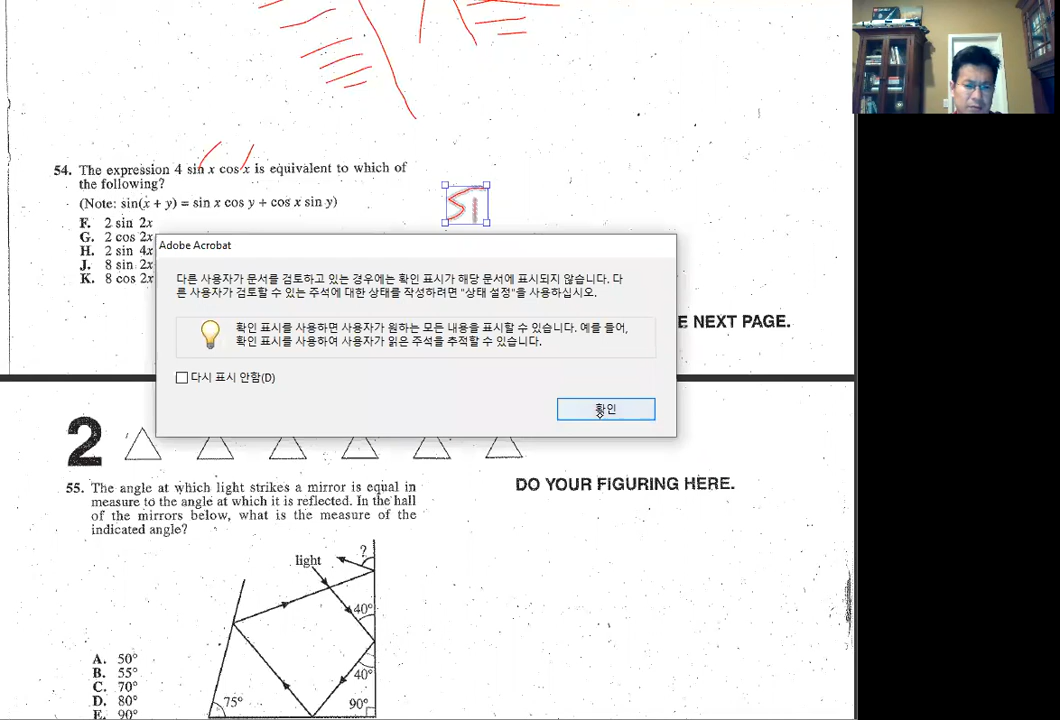 54. The expression 4 sin x cos x is equivalent to which of
the following?
(Note: sin(x + y) = sin x cos y + cos x sin y)
F. 2 sin 2x
G. 2 cos 2x
H. 2 sin 4x
J. 8 sin 2x
K. 8 cos 2x
Adobe Acrobat
다른 사용자가 문서를 검토하고 있는 경우에는 확인 표시가 해당 문서에 표시되지 않습니다. 다
른 사용자가 검토할 수 있는 주석에 대한 상태를 작성하려면 "상태 설정"을 사용하십시오.
확인 표시를 사용하면 사용자가 원하는 모든 내용을 표시할 수 있습니다. 예를 들어,
확인 표시를 사용하여 사용자가 읽은 주석을 추적할 수 있습니다.
다시 표시 안함(D)
확인
E NEXT PAGE.
2
55. The angle at which light strikes a mirror is equal in
measure to the angle at which it is reflected. In the hall
of the mirrors below, what is the measure of the
indicated angle?
DO YOUR FIGURING HERE.
?
light
40°
40°
75°
90°
A. 50°
B. 55°
C. 70°
D. 80°
E. 90°